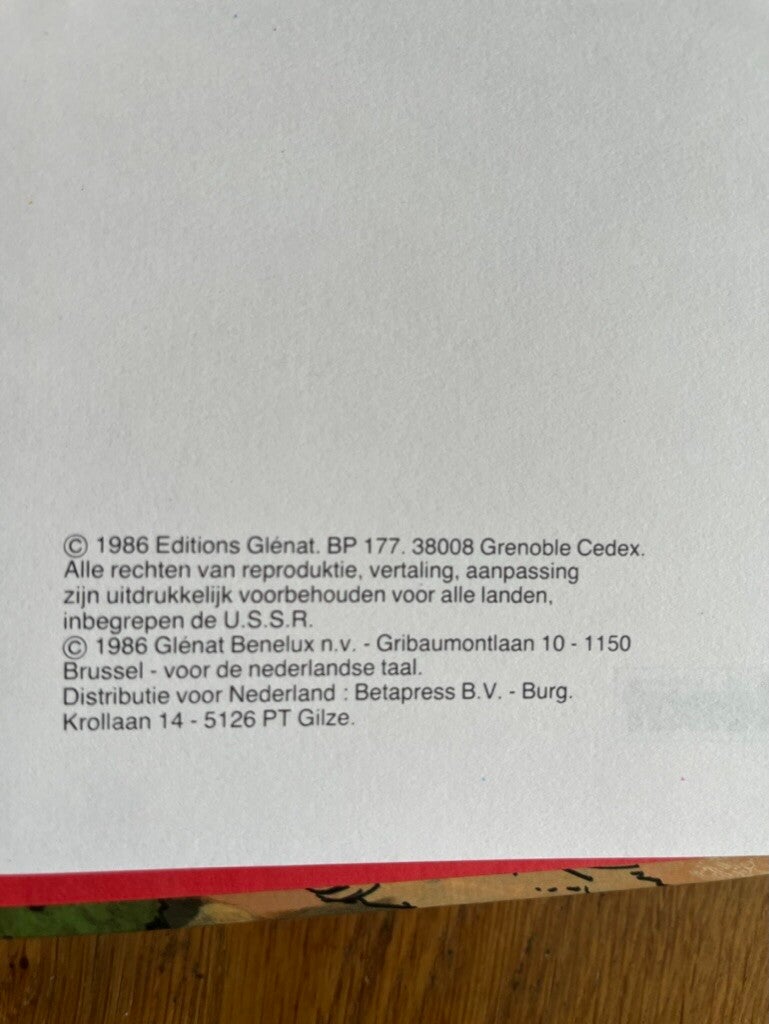 © 1986 Editions Glénat. BP 177. 38008 Grenoble Cedex.
Alle rechten van reproduktie, vertaling, aanpassing
zijn uitdrukkelijk voorbehouden voor alle landen,
inbegrepen de U.S.S.R.
© 1986 Glénat Benelux n.v. - Gribaumontlaan 10 - 1150
Brussel - voor de nederlandse taal.
Distributie voor Nederland : Betapress B.V. - Burg.
Krollaan 14 - 5126 PT Gilze.